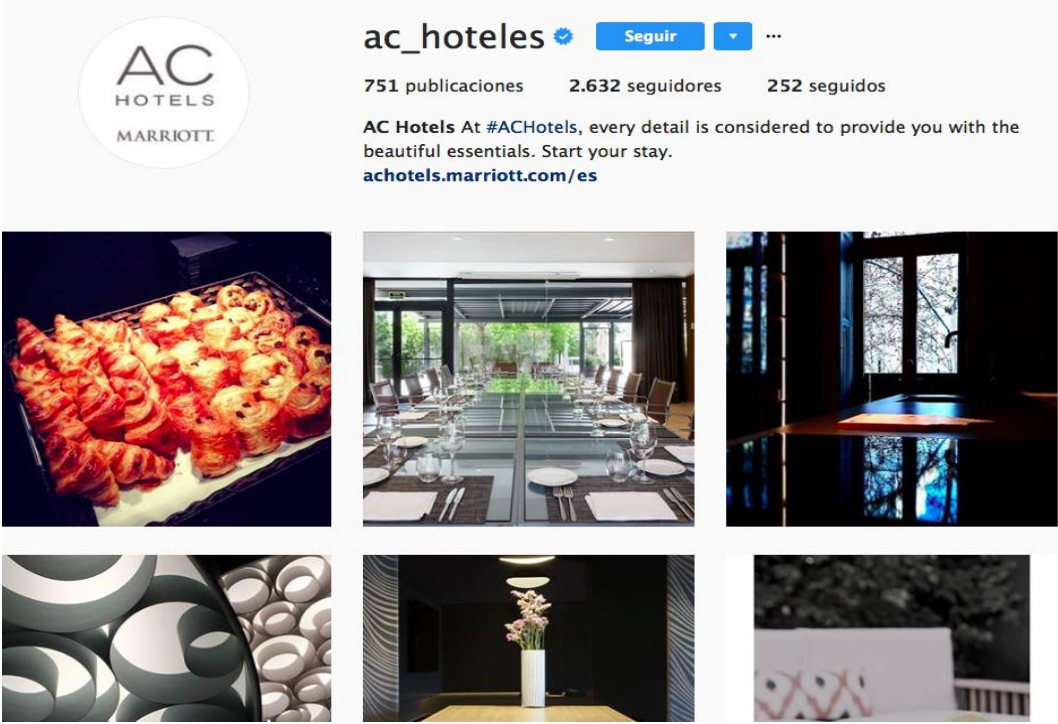 AC
HOTELS
MARRIOTT
ac_hoteles
Seguir
751 publicaciones 2.632 seguidores 252 seguidos
AC Hotels At #ACHotels, every detail is considered to provide you with the
beautiful essentials. Start your stay.
achotels.marriott.com/es